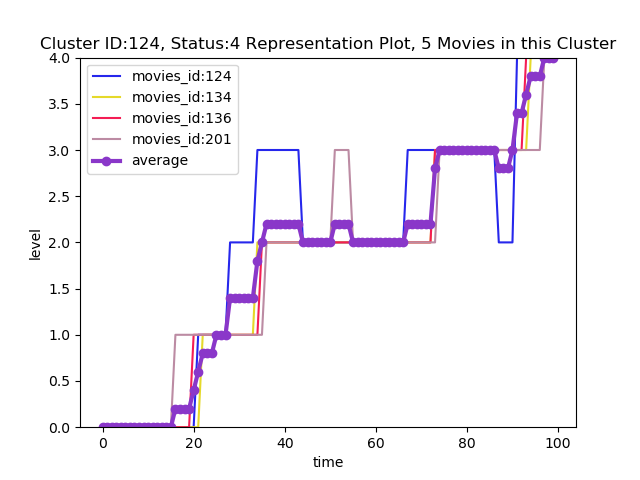 Cluster ID:124, Status:4 Representation Plot, 5 Movies in this Cluster
movies_id:124
movies_id:134
movies_id:136
movies_id:201
average
4.0
3.5
3.0
2.5
2.0
1.5
1.0
0.5
0.0
level
0
20
40
60
80
100
time